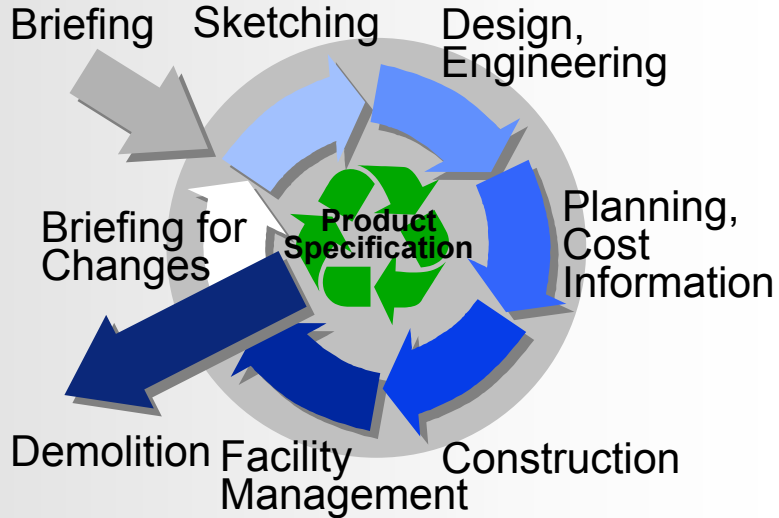 Briefing
Sketching
Design,
Engineering
Planning,
Cost
Information
Product
Specification
Briefing for
Changes
Construction
Facility
Management
Demolition